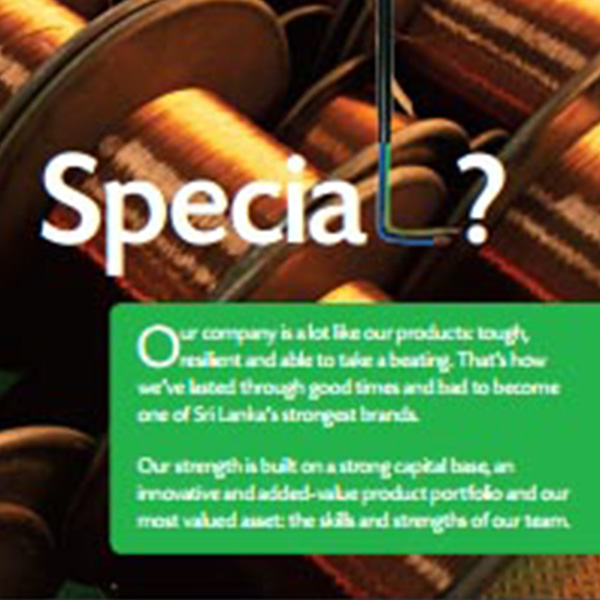 Special?
Our company is a lot like our products: tough,
resilient and able to take a beating. That's how
we've lasted through good times and bad to become
one of Sri Lanka's strongest brands.
Our strength is built on a strong capital base, an
innovative and added-value product portfolio and our
most valued asset: the skills and strengths of our team.